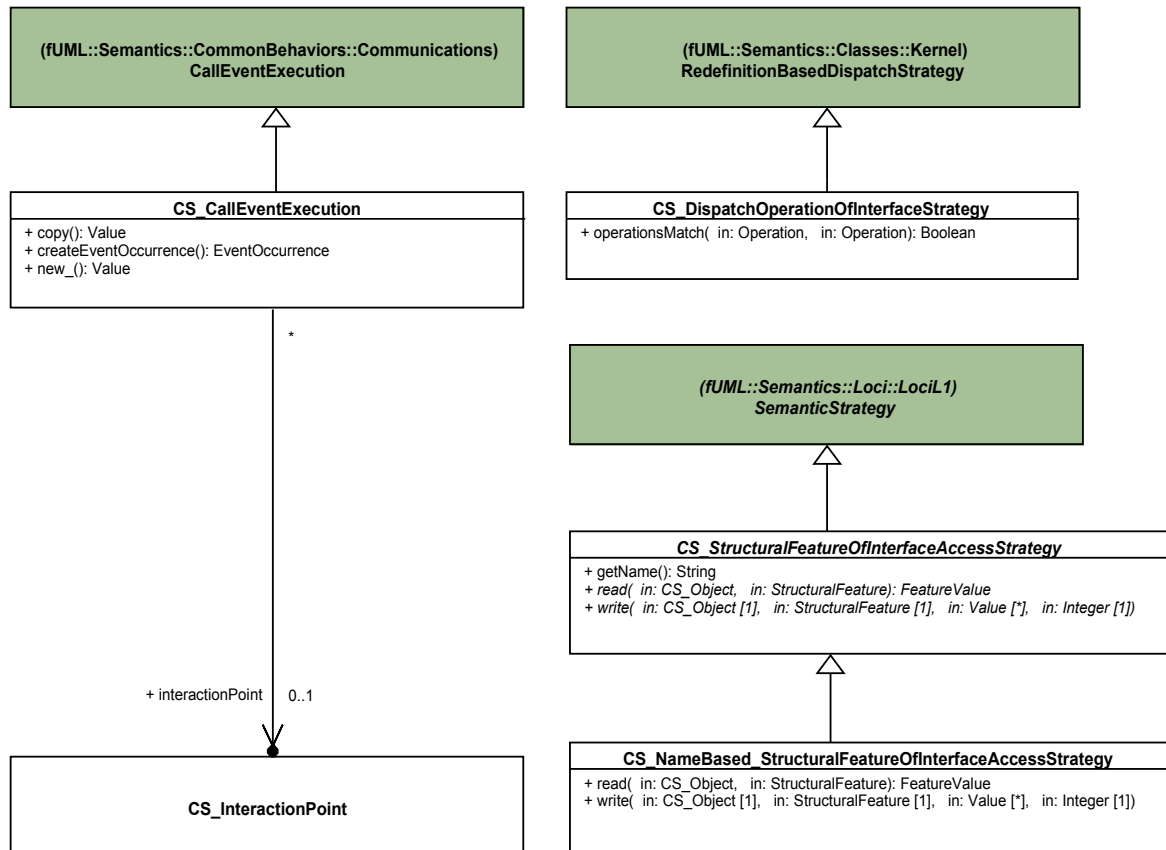 (fUML::Semantics::CommonBehaviors::Communications)
CallEventExecution
(fUML::Semantics::Classes::Kernel)
RedefinitionBasedDispatchStrategy
CS_CallEventExecution
+ copy(): Value
+ createEventOccurrence(): EventOccurrence
+ new_(): Value
CS_DispatchOperationOfInterfaceStrategy
+ operationsMatch( in: Operation, in: Operation): Boolean
*
(fUML::Semantics::Loci::LociL1)
SemanticStrategy
CS_StructuralFeatureOfInterfaceAccessStrategy
+ getName(): String
+ read( in: CS_Object, in: StructuralFeature): FeatureValue
+ write( in: CS_Object [1], in: StructuralFeature [1], in: Value [*], in: Integer [1])
+ interactionPoint 0..1
CS_InteractionPoint
CS_NameBased_StructuralFeatureOfInterfaceAccessStrategy
+ read( in: CS_Object, in: StructuralFeature): FeatureValue
+ write( in: CS_Object [1], in: StructuralFeature [1], in: Value [*], in: Integer [1])